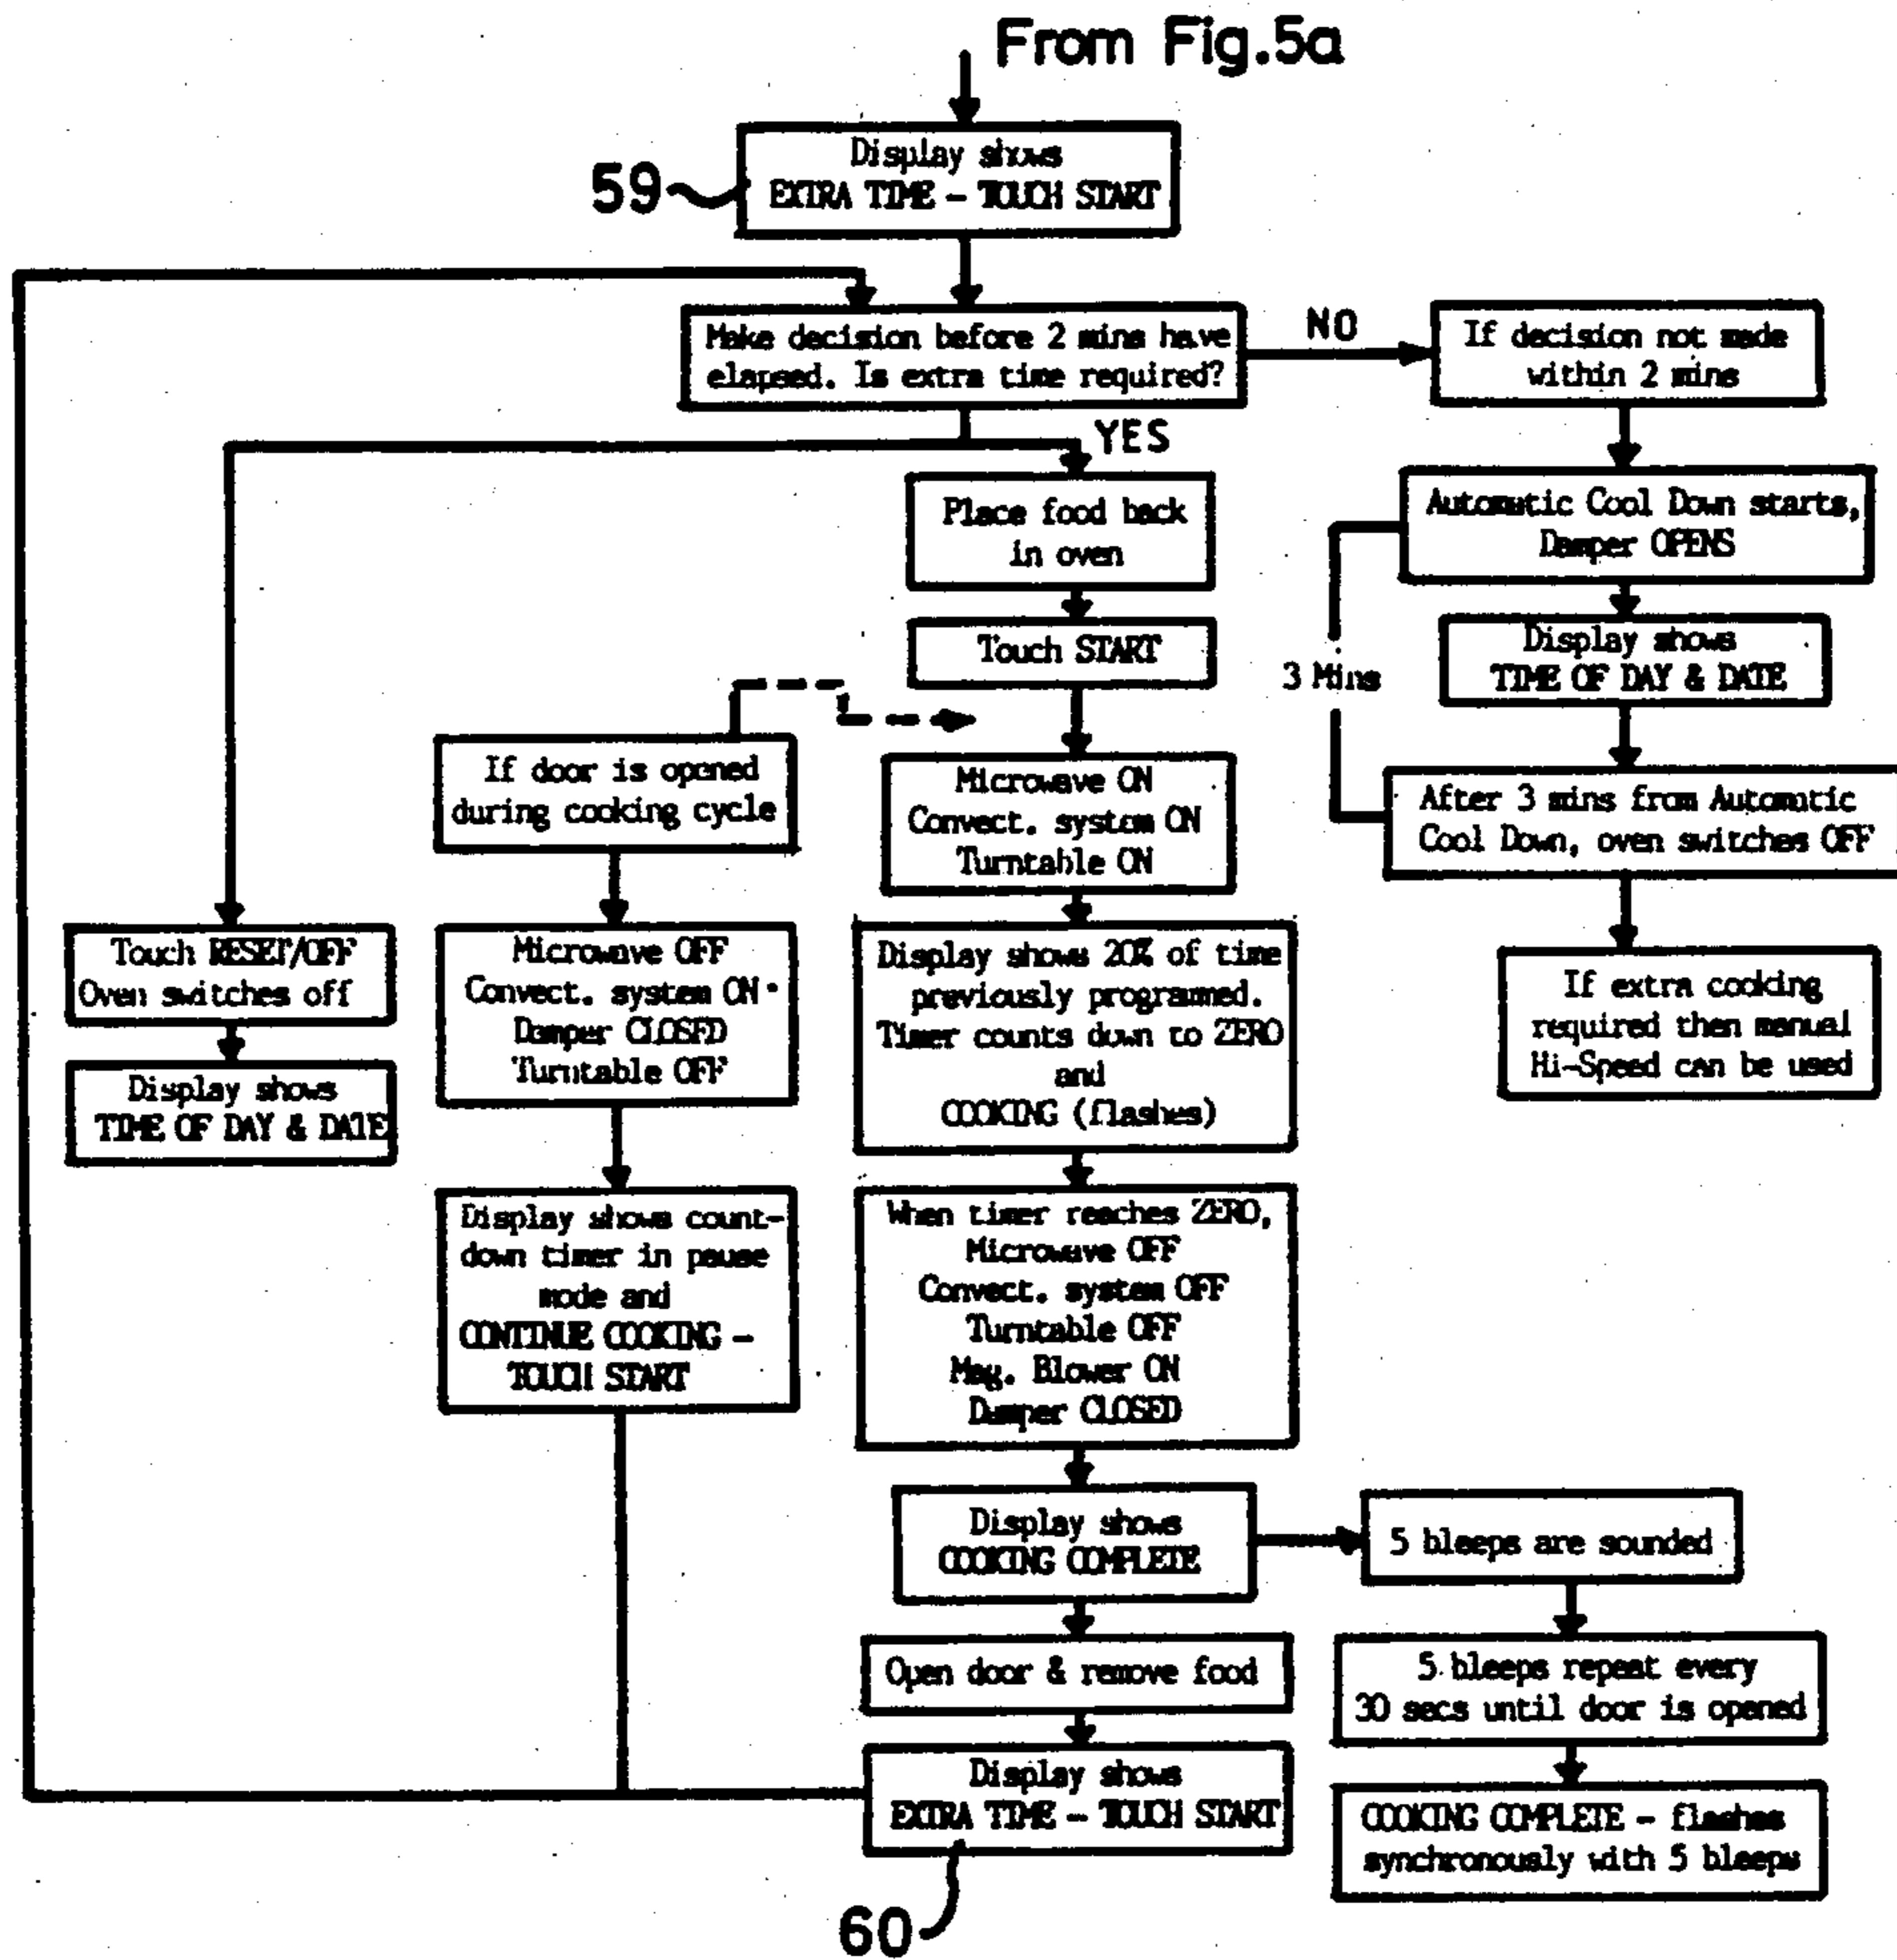 From Fig.5a
Display shows
EXTRA TIME - TOUCH START
59
Make decision before 2 mins have
elapsed. Is extra time required?
NO
If decision not made
within 2 mins
YES
Place food back
in oven
Automatic Cool Down starts,
Damper OPENS
Touch START
Display shows
TIME OF DAY & DATE
3 Mins
If door is opened
during cooking cycle
Microwave ON
Convect. system ON
Turntable ON
After 3 mins from Automatic
Cool Down, oven switches OFF
Touch RESET/OFF
Oven switches off
Display shows
TIME OF DAY & DATE
Microwave OFF
Convect. system ON
Damper CLOSED
Turntable OFF
Display shows 20% of time
previously programmed.
Timer counts down to ZERO
and
COOKING (flashes)
If extra cooking
required then manual
Hi-Speed can be used
Display shows count-
down timer in pause
mode and
CONTINUE COOKING -
TOUCH START
When timer reaches ZERO,
Microwave OFF
Convect. system OFF
Turntable OFF
Mag. Blower ON
Damper CLOSED
Display shows
COOKING COMPLETE
5 bleeps are sounded
Open door & remove food
5 bleeps repeat every
30 secs until door is opened
Display shows
EXTRA TIME - TOUCH START
COOKING COMPLETE - flashes
synchronously with 5 bleeps
60